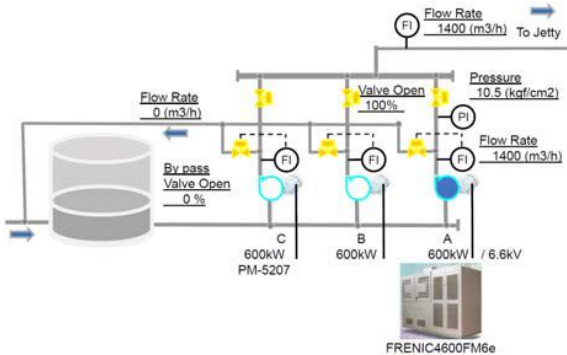 Flow Rate
1400 (m3/h)
FI
To Jetty
Flow Rate
0 (m3/h)
Valve Open
100%
Pressure
10.5 (kgf/cm2)
PI
By pass
Valve Open
0 %
FI
FI
FI
Flow Rate
1400 (m3/h)
C
B
A
600kW
PM-5207
600kW
600kW / 6.6kV
FRENIC4600FM6e